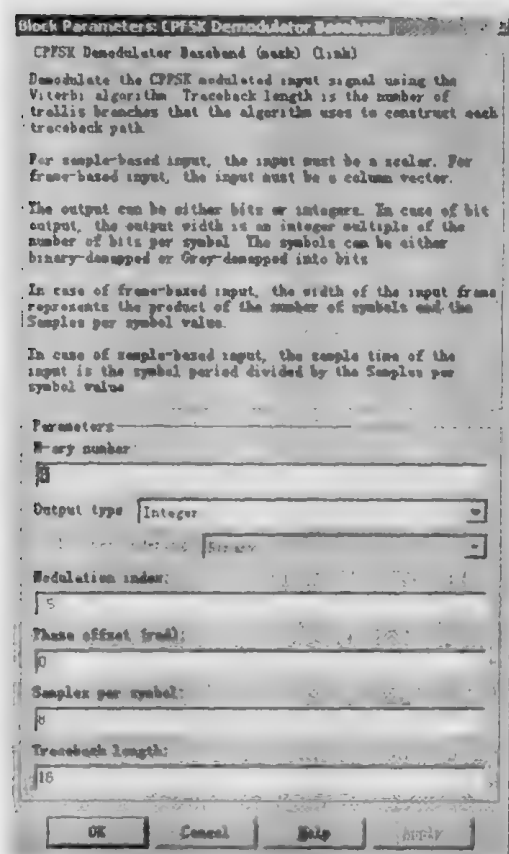 Block Parameters: CPFSK Demodulator Baseband
CPFSK Demodulator Baseband (mask) (link)
Demodulate the CPFSK modulated input signal using the
Viterbi algorithm. Traceback length is the number of
trellis branches that the algorithm uses to construct each
traceback path.
For sample-based input, the input must be a scalar. For
frame-based input, the input must be a column vector.
The output can be either bits or integers. In case of bit
output, the output width is an integer multiple of the
number of bits per symbol. The symbols can be either
binary-demapped or Gray-demapped into bits
In case of frame-based input, the width of the input frame
represents the product of the number of symbols and the
Samples per symbol value.
In case of sample-based input, the sample time of the
input is the symbol period divided by the Samples per
symbol value
Parameters
M-ary number
Output type Integer
Binary
Modulation index:
.5
Phase offset (rad):
0
Samples per symbol:
8
Traceback length:
16
OK Cancel Help Apply